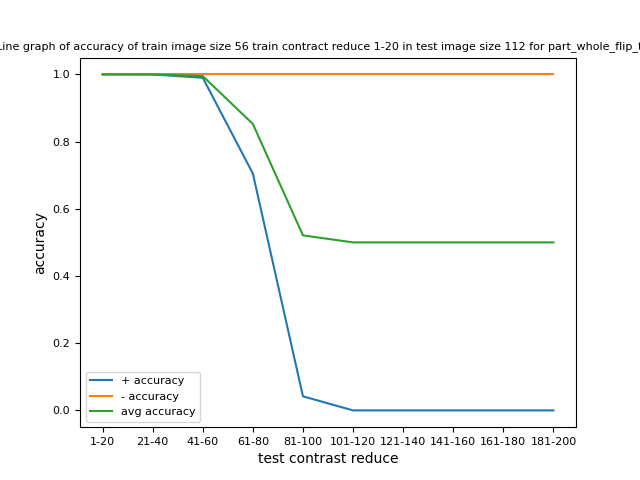 Line graph of accuracy of train image size 56 train contract reduce 1-20 in test image size 112 for part_whole_flip_
1.0
0.8
0.6
0.4
0.2
0.0
accuracy
+ accuracy
- accuracy
avg accuracy
1-20 21-40 41-60 61-80 81-100 101-120 121-140 141-160 161-180 181-200
test contrast reduce